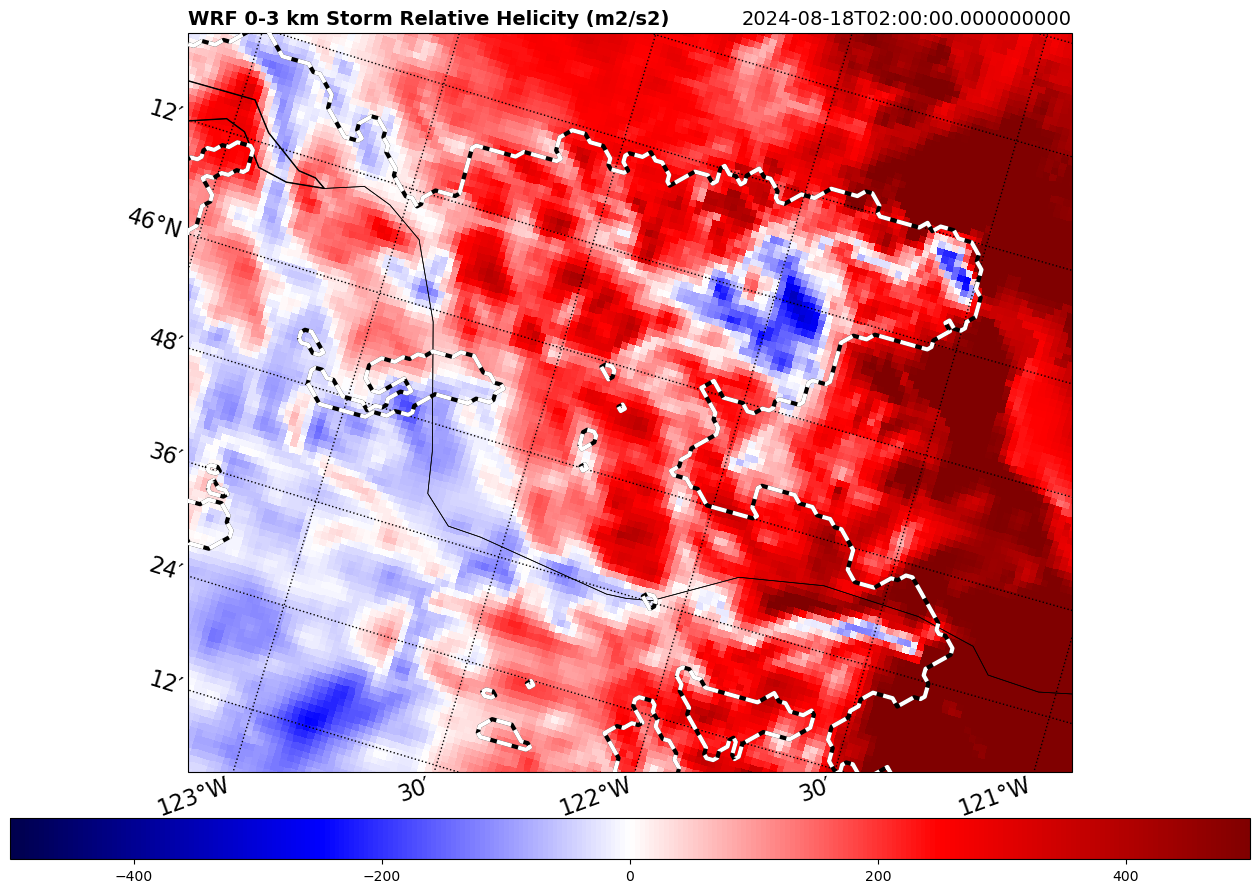 WRF 0-3 km Storm Relative Helicity (m2/s2) 2024-08-18T02:00:00.000000000
12′
46°N
48′
36′
24′
12′
123°W 30′ 122°W 30′ 121°W
−400 −200 0 200 400